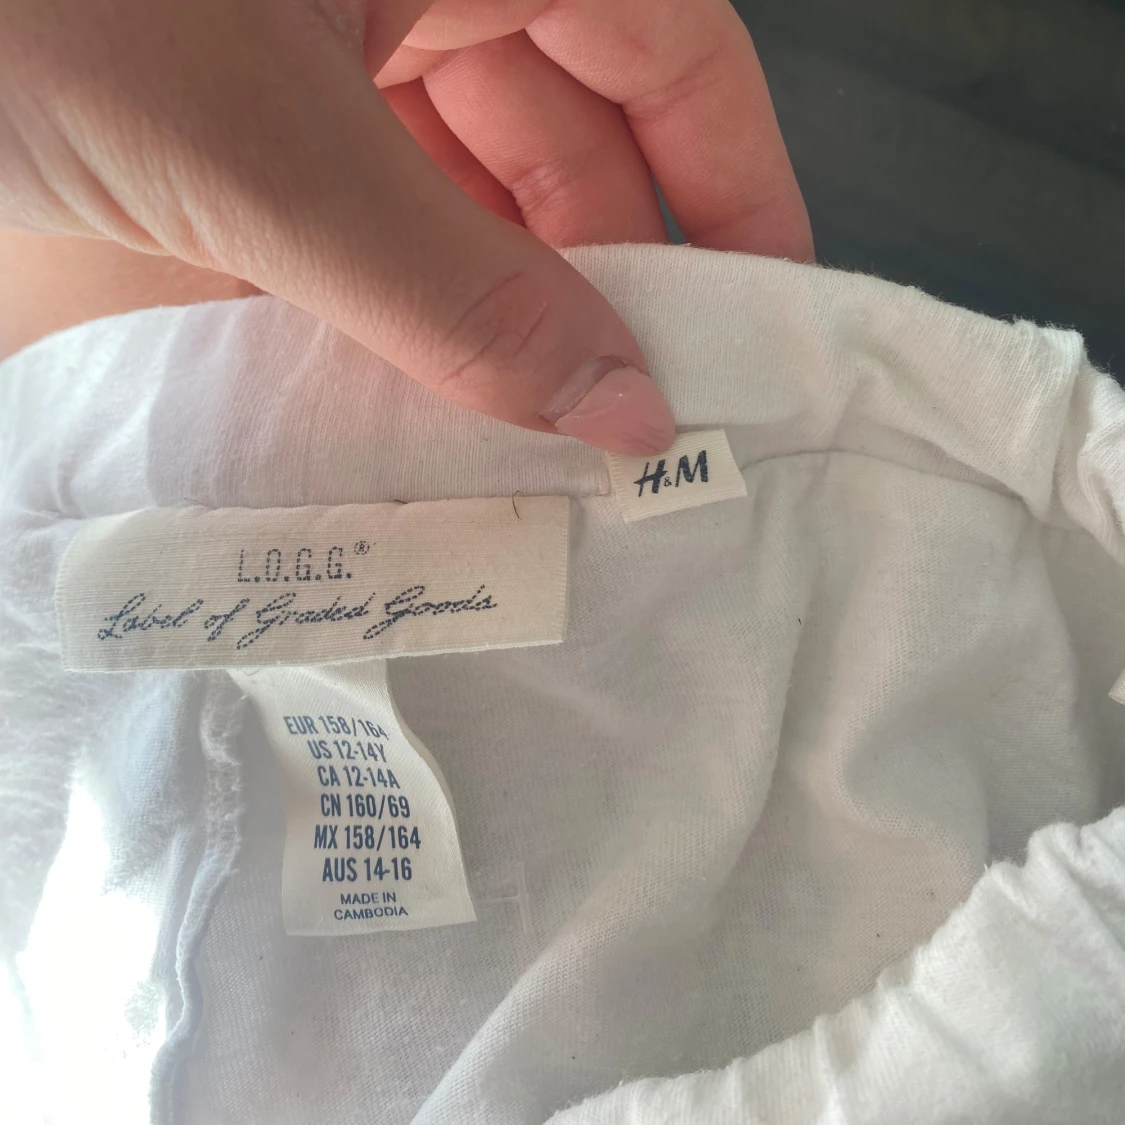 H&M
L.O.G.G.®
Label of Graded Goods
EUR 158/164
US 12-14Y
CA 12-14A
CN 160/69
MX 158/164
AUS 14-16
MADE IN
CAMBODIA